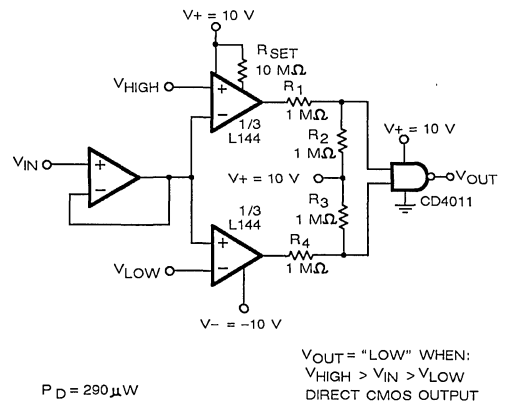 V+ = 10 V
RSET
10 MΩ
VHIGH
+
−
1/3
L144
R1
1 MΩ
R2
1 MΩ
V+ = 10 V
VIN
+
−
V+ = 10 V
VOUT
CD4011
1/3
L144
R3
1 MΩ
+
−
VLOW
R4
1 MΩ
V- = -10 V
VOUT = "LOW" WHEN:
VHIGH > VIN > VLOW
DIRECT CMOS OUTPUT
PD = 290 μW